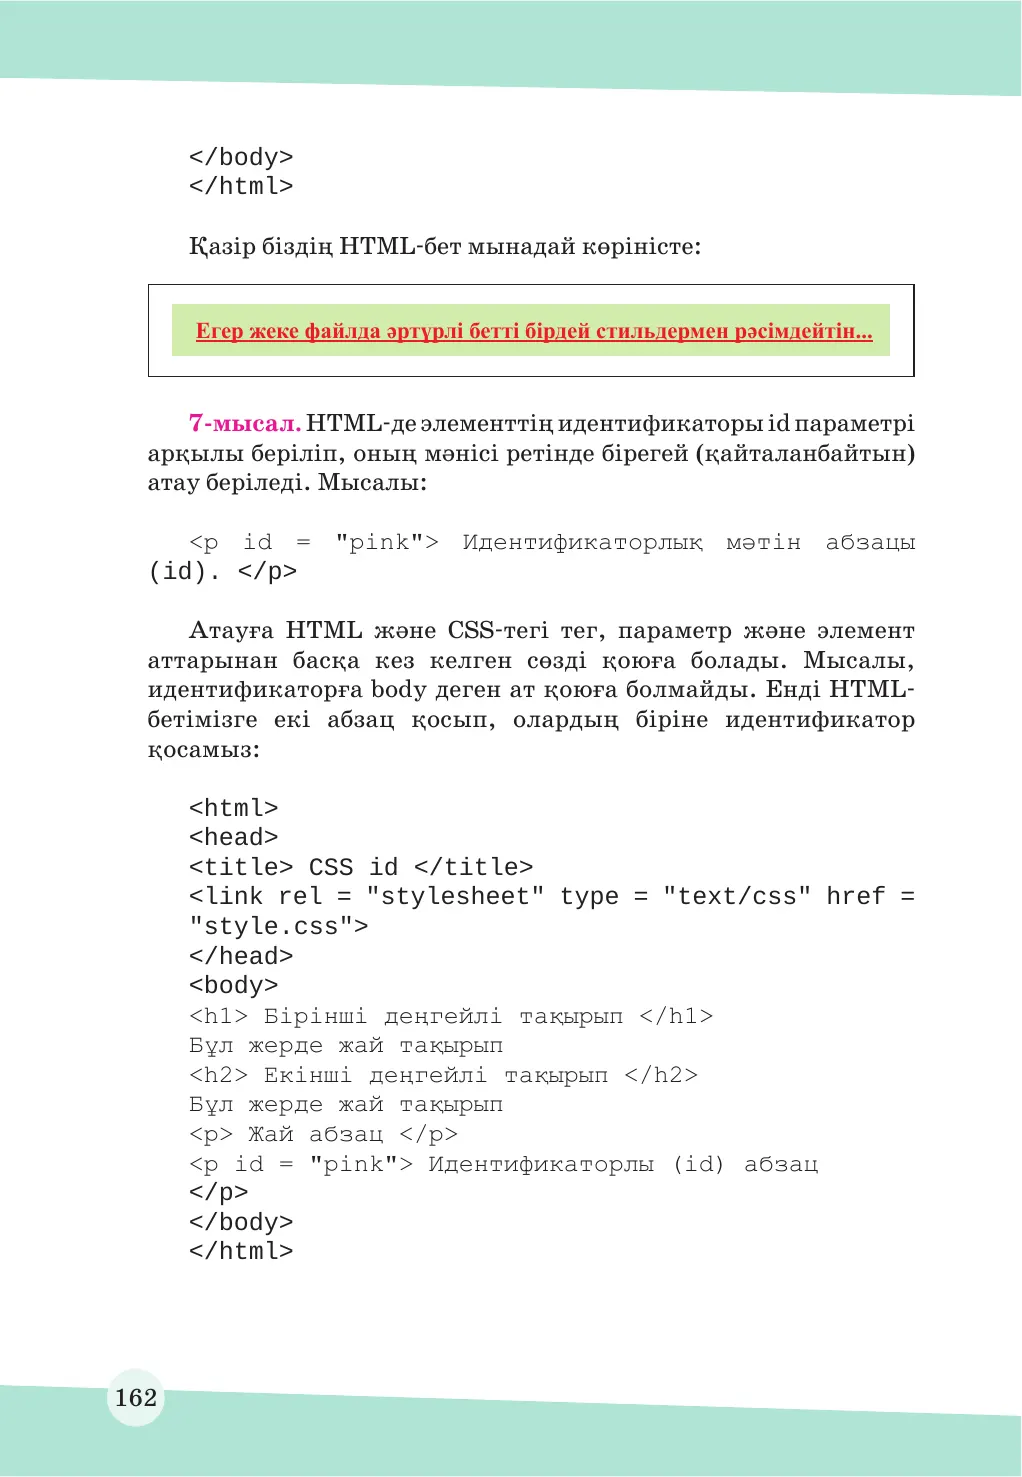 </body>
</html>
Қазір біздің HTML-бет мынадай көріністе:
Егер жеке файлда әртүрлі бетті бірдей стильдермен рәсімдейтін...
7-мысал. HTML-де элементтің идентификаторы id параметрі
арқылы беріліп, оның мәнісі ретінде бірегей (қайталанбайтын)
атау беріледі. Мысалы:
<p id = "pink"> Идентификаторлық мәтін абзацы
(id). </p>
Атауға HTML және CSS-тегі тег, параметр және элемент
аттарынан басқа кез келген сөзді қоюға болады. Мысалы,
идентификаторға body деген ат қоюға болмайды. Енді HTML-
бетімізге екі абзац қосып, олардың біріне идентификатор
қосамыз:
<html>
<head>
<title> CSS id </title>
<link rel = "stylesheet" type = "text/css" href =
"style.css">
</head>
<body>
<h1> Бірінші деңгейлі тақырып </h1>
Бұл жерде жай тақырып
<h2> Екінші деңгейлі тақырып </h2>
Бұл жерде жай тақырып
<p> Жай абзац </p>
<p id = "pink"> Идентификаторлы (id) абзац
</p>
</body>
</html>
162